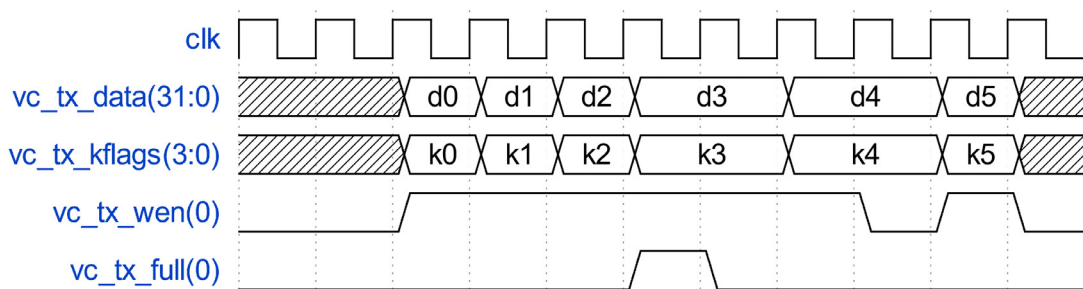 clk
vc_tx_data(31:0) d0 d1 d2 d3 d4 d5
vc_tx_kflags(3:0) k0 k1 k2 k3 k4 k5
vc_tx_wen(0)
vc_tx_full(0)